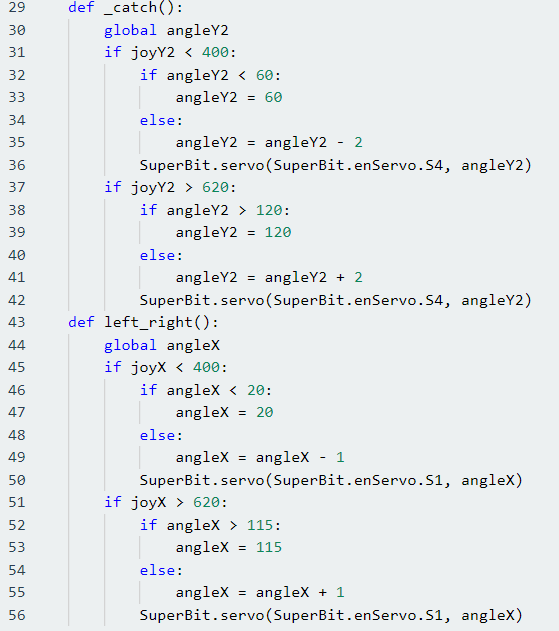 29 def _catch():
30 global angleY2
31 if joyY2 < 400:
32 if angleY2 < 60:
33 angleY2 = 60
34 else:
35 angleY2 = angleY2 - 2
36 SuperBit.servo(SuperBit.enServo.S4, angleY2)
37 if joyY2 > 620:
38 if angleY2 > 120:
39 angleY2 = 120
40 else:
41 angleY2 = angleY2 + 2
42 SuperBit.servo(SuperBit.enServo.S4, angleY2)
43 def left_right():
44 global angleX
45 if joyX < 400:
46 if angleX < 20:
47 angleX = 20
48 else:
49 angleX = angleX - 1
50 SuperBit.servo(SuperBit.enServo.S1, angleX)
51 if joyX > 620:
52 if angleX > 115:
53 angleX = 115
54 else:
55 angleX = angleX + 1
56 SuperBit.servo(SuperBit.enServo.S1, angleX)